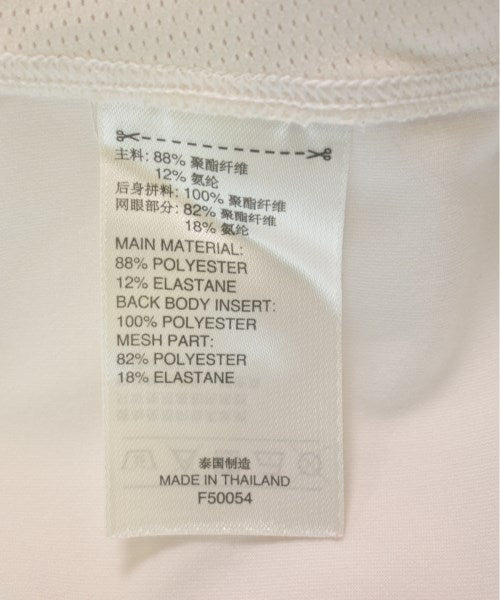 主料: 88% 聚酯纤维
12% 氨纶
后身拼料: 100% 聚酯纤维
网眼部分: 82% 聚酯纤维
18% 氨纶
MAIN MATERIAL:
88% POLYESTER
12% ELASTANE
BACK BODY INSERT:
100% POLYESTER
MESH PART:
82% POLYESTER
18% ELASTANE
泰国制造
MADE IN THAILAND
F50054